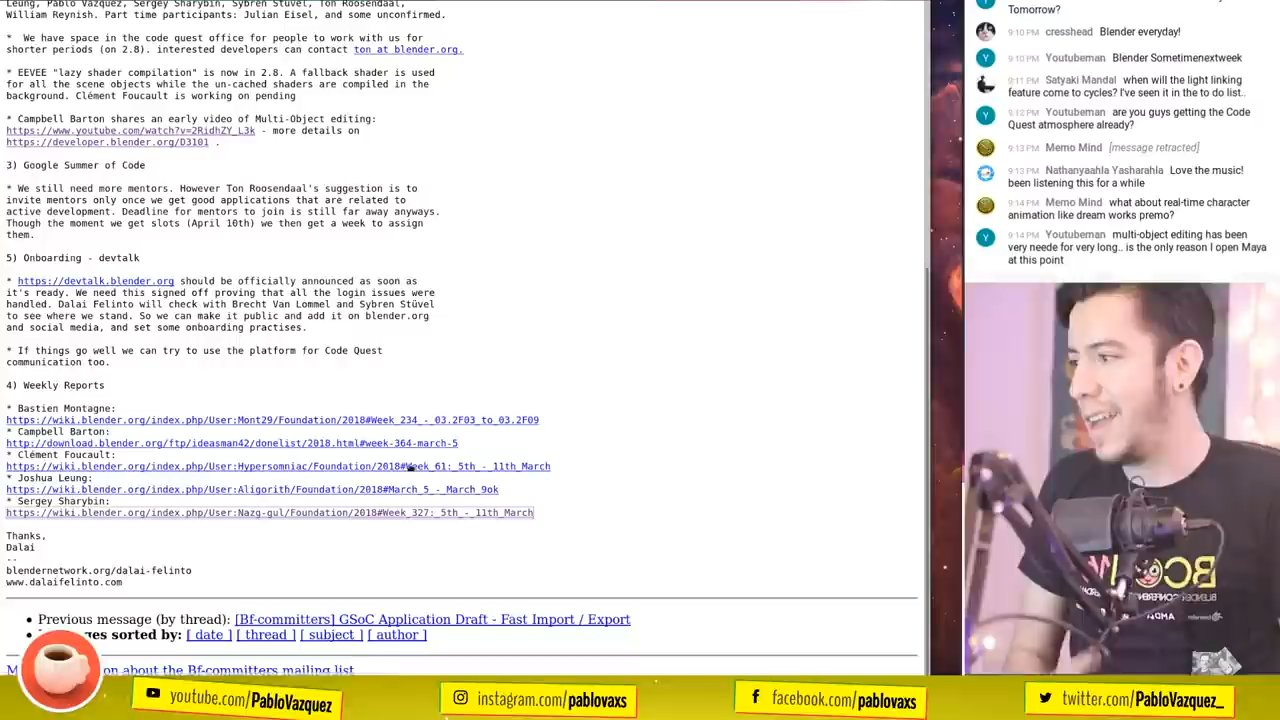 Leung, Pablo Vazquez, Sergey Sharybin, Sybren Stüvel, Ton Roosendaal,
William Reynish. Part time participants: Julian Eisel, and some unconfirmed.
*  We have space in the code quest office for people to work with us for
shorter periods (on 2.8). interested developers can contact ton at blender.org.
* EEVEE "lazy shader compilation" is now in 2.8. A fallback shader is used
for all the scene objects while the un-cached shaders are compiled in the
background. Clément Foucault is working on pending
* Campbell Barton shares an early video of Multi-Object editing:
https://www.youtube.com/watch?v=2RidhZY_L3k - more details on
https://developer.blender.org/D3101 .
3) Google Summer of Code
* We still need more mentors. However Ton Roosendaal's suggestion is to
invite mentors only once we get good applications that are related to
active development. Deadline for mentors to join is still far away anyways.
Though the moment we get slots (April 10th) we then get a week to assign
them.
5) Onboarding - devtalk
* https://devtalk.blender.org should be officially announced as soon as
it's ready. We need this signed off proving that all the login issues were
handled. Dalai Felinto will check with Brecht Van Lommel and Sybren Stüvel
to see where we stand. So we can make it public and add it on blender.org
and social media, and set some onboarding practises.
* If things go well we can try to use the platform for Code Quest
communication too.
4) Weekly Reports
* Bastien Montagne:
https://wiki.blender.org/index.php/User:Mont29/Foundation/2018#Week_234_-_03.2F03_to_03.2F09
* Campbell Barton:
http://download.blender.org/ftp/ideasman42/donelist/2018.html#week-364-march-5
* Clément Foucault:
https://wiki.blender.org/index.php/User:Hypersomniac/Foundation/2018#Week_61:_5th_-_11th_March
* Joshua Leung:
https://wiki.blender.org/index.php/User:Aligorith/Foundation/2018#March_5_-_March_9ok
* Sergey Sharybin:
https://wiki.blender.org/index.php/User:Nazg-gul/Foundation/2018#Week_327:_5th_-_11th_March
Thanks,
Dalai
--
blendernetwork.org/dalai-felinto
www.dalaifelinto.com
Previous message (by thread): [Bf-committers] GSoC Application Draft - Fast Import / Export
sorted by: [ date ] [ thread ] [ subject ] [ author ]
about the Bf-committers mailing list
Tomorrow?
9:10 PM cresshead Blender everyday!
9:10 PM Youtubeman Blender Sometimenextweek
9:11 PM Satyaki Mandal when will the light linking
feature come to cycles? I've seen it in the to do list..
9:12 PM Youtubeman are you guys getting the Code
Quest atmosphere already?
9:13 PM Memo Mind [message retracted]
9:13 PM Nathanyaahla Yasharahla Love the music!
been listening this for a while
9:14 PM Memo Mind what about real-time character
animation like dream works premo?
9:14 PM Youtubeman multi-object editing has been
very neede for very long.. is the only reason I open Maya
at this point
youtube.com/PabloVazquez
instagram.com/pablovaxs
facebook.com/pablovaxs
twitter.com/PabloVazquez_